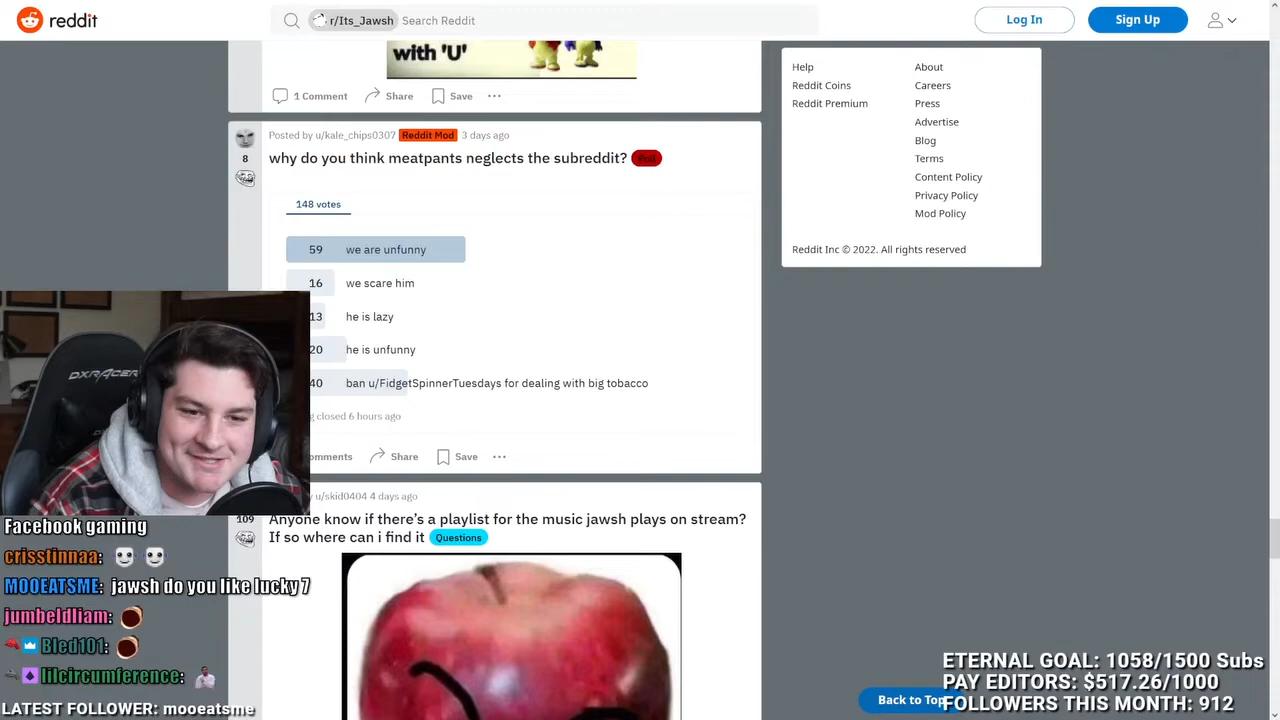 reddit
r/Its_Jawsh Search Reddit
Log In
Sign Up
with 'U'
1 Comment Share Save
Help About
Reddit Coins Careers
Reddit Premium Press
Advertise
Blog
Terms
Content Policy
Privacy Policy
Mod Policy
Reddit Inc © 2022. All rights reserved
Posted by u/kale_chips0307 Reddit Mod 3 days ago
8
why do you think meatpants neglects the subreddit? Poll
148 votes
59 we are unfunny
16 we scare him
13 he is lazy
20 he is unfunny
40 ban u/FidgetSpinnerTuesdays for dealing with big tobacco
closed 6 hours ago
Share Save
DXRACER
u/skid0404 4 days ago
109
Anyone know if there's a playlist for the music jawsh plays on stream?
If so where can i find it Questions
Facebook gaming
crisstinnaa:
MOOEATSME: jawsh do you like lucky 7
jumbeldliam:
Bled101:
lilcircumference:
LATEST FOLLOWER: mooeatsme
Back to Top
ETERNAL GOAL: 1058/1500 Subs
PAY EDITORS: $517.26/1000
FOLLOWERS THIS MONTH: 912